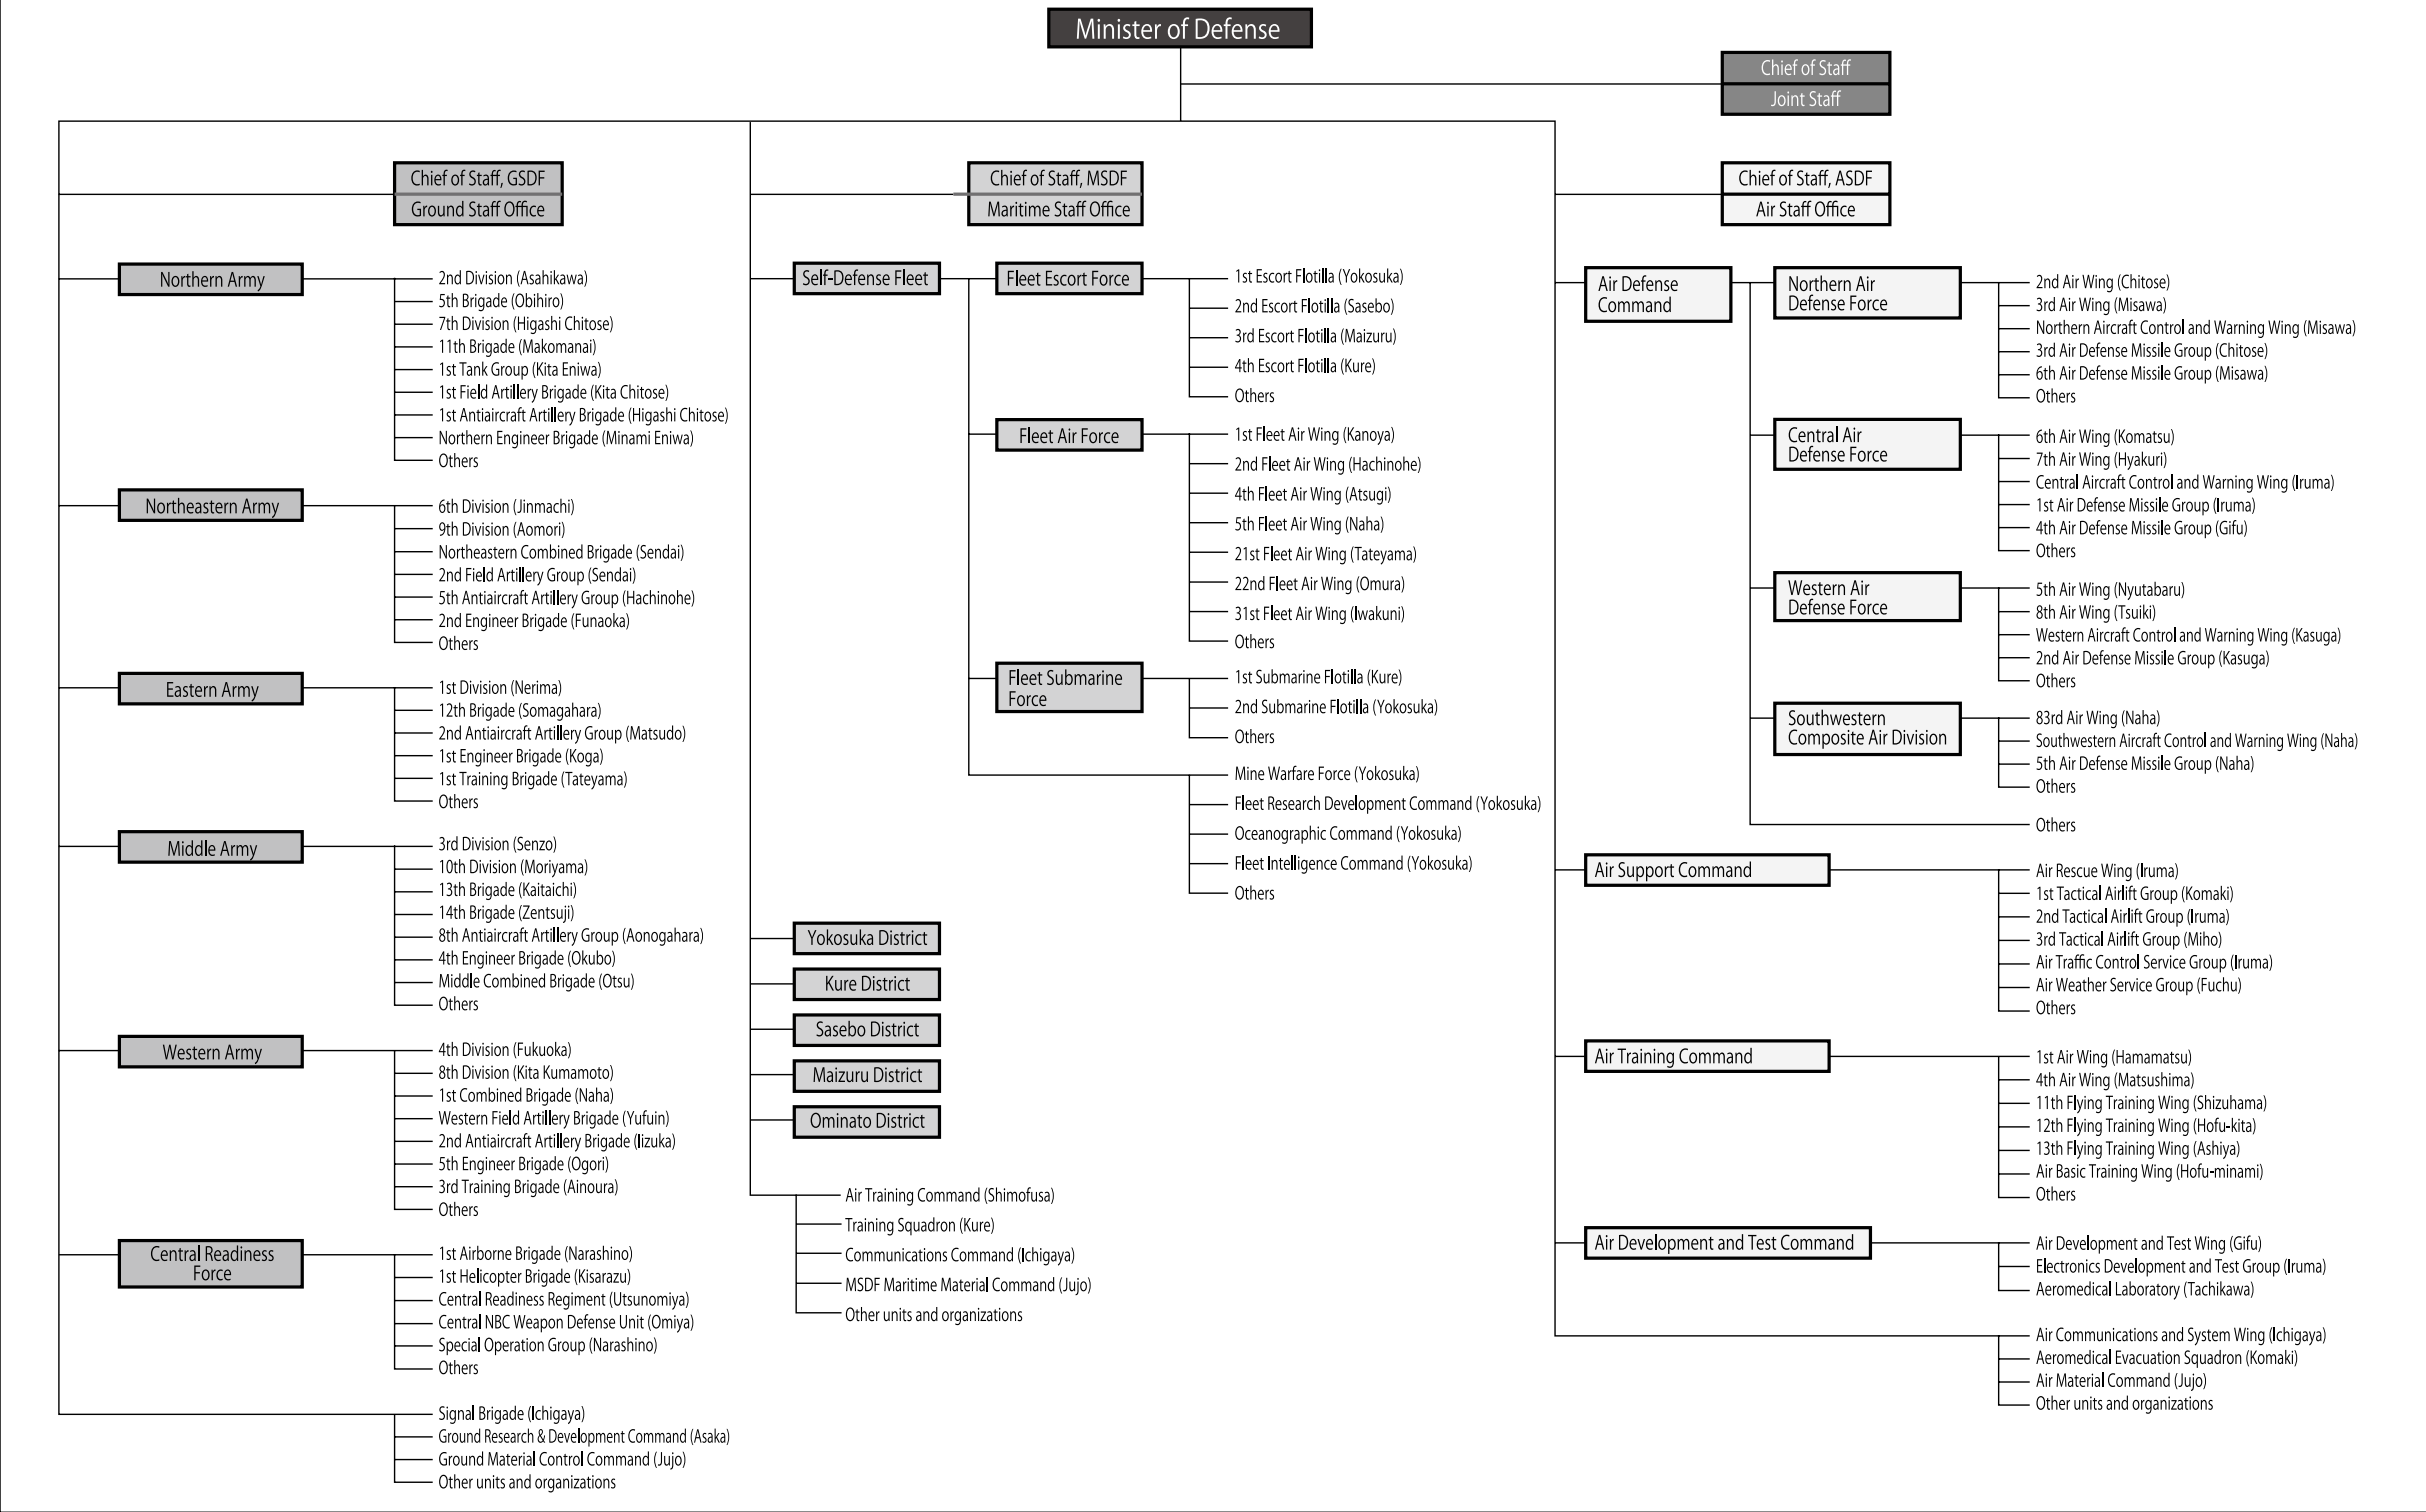 Minister of Defense
Chief of Staff
Joint Staff
Chief of Staff, GSDF
Ground Staff Office
Northern Army
2nd Division (Asahikawa)
5th Brigade (Obihiro)
7th Division (Higashi Chitose)
11th Brigade (Makomanai)
1st Tank Group (Kita Eniwa)
1st Field Artillery Brigade (Kita Chitose)
1st Antiaircraft Artillery Brigade (Higashi Chitose)
Northern Engineer Brigade (Minami Eniwa)
Others
Northeastern Army
6th Division (Jinmachi)
9th Division (Aomori)
Northeastern Combined Brigade (Sendai)
2nd Field Artillery Group (Sendai)
5th Antiaircraft Artillery Group (Hachinohe)
2nd Engineer Brigade (Funaoka)
Others
Eastern Army
1st Division (Nerima)
12th Brigade (Somagahara)
2nd Antiaircraft Artillery Group (Matsudo)
1st Engineer Brigade (Koga)
1st Training Brigade (Tateyama)
Others
Middle Army
3rd Division (Senzo)
10th Division (Moriyama)
13th Brigade (Kaitaichi)
14th Brigade (Zentsuji)
8th Antiaircraft Artillery Group (Aonogahara)
4th Engineer Brigade (Okubo)
Middle Combined Brigade (Otsu)
Others
Western Army
4th Division (Fukuoka)
8th Division (Kita Kumamoto)
1st Combined Brigade (Naha)
Western Field Artillery Brigade (Yufuin)
2nd Antiaircraft Artillery Brigade (Iizuka)
5th Engineer Brigade (Ogori)
3rd Training Brigade (Ainoura)
Others
Central Readiness
Force
1st Airborne Brigade (Narashino)
1st Helicopter Brigade (Kisarazu)
Central Readiness Regiment (Utsunomiya)
Central NBC Weapon Defense Unit (Omiya)
Special Operation Group (Narashino)
Others
Signal Brigade (Ichigaya)
Ground Research & Development Command (Asaka)
Ground Material Control Command (Jujo)
Other units and organizations
Chief of Staff, MSDF
Maritime Staff Office
Self-Defense Fleet
Fleet Escort Force
1st Escort Flotilla (Yokosuka)
2nd Escort Flotilla (Sasebo)
3rd Escort Flotilla (Maizuru)
4th Escort Flotilla (Kure)
Others
Fleet Air Force
1st Fleet Air Wing (Kanoya)
2nd Fleet Air Wing (Hachinohe)
4th Fleet Air Wing (Atsugi)
5th Fleet Air Wing (Naha)
21st Fleet Air Wing (Tateyama)
22nd Fleet Air Wing (Omura)
31st Fleet Air Wing (Iwakuni)
Others
Fleet Submarine
Force
1st Submarine Flotilla (Kure)
2nd Submarine Flotilla (Yokosuka)
Others
Mine Warfare Force (Yokosuka)
Fleet Research Development Command (Yokosuka)
Oceanographic Command (Yokosuka)
Fleet Intelligence Command (Yokosuka)
Others
Yokosuka District
Kure District
Sasebo District
Maizuru District
Ominato District
Air Training Command (Shimofusa)
Training Squadron (Kure)
Communications Command (Ichigaya)
MSDF Maritime Material Command (Jujo)
Other units and organizations
Chief of Staff, ASDF
Air Staff Office
Air Defense
Command
Northern Air
Defense Force
2nd Air Wing (Chitose)
3rd Air Wing (Misawa)
Northern Aircraft Control and Warning Wing (Misawa)
3rd Air Defense Missile Group (Chitose)
6th Air Defense Missile Group (Misawa)
Others
Central Air
Defense Force
6th Air Wing (Komatsu)
7th Air Wing (Hyakuri)
Central Aircraft Control and Warning Wing (Iruma)
1st Air Defense Missile Group (Iruma)
4th Air Defense Missile Group (Gifu)
Others
Western Air
Defense Force
5th Air Wing (Nyutabaru)
8th Air Wing (Tsuiki)
Western Aircraft Control and Warning Wing (Kasuga)
2nd Air Defense Missile Group (Kasuga)
Others
Southwestern
Composite Air Division
83rd Air Wing (Naha)
Southwestern Aircraft Control and Warning Wing (Naha)
5th Air Defense Missile Group (Naha)
Others
Others
Air Support Command
Air Rescue Wing (Iruma)
1st Tactical Airlift Group (Komaki)
2nd Tactical Airlift Group (Iruma)
3rd Tactical Airlift Group (Miho)
Air Traffic Control Service Group (Iruma)
Air Weather Service Group (Fuchu)
Others
Air Training Command
1st Air Wing (Hamamatsu)
4th Air Wing (Matsushima)
11th Flying Training Wing (Shizuhama)
12th Flying Training Wing (Hofu-kita)
13th Flying Training Wing (Ashiya)
Air Basic Training Wing (Hofu-minami)
Others
Air Development and Test Command
Air Development and Test Wing (Gifu)
Electronics Development and Test Group (Iruma)
Aeromedical Laboratory (Tachikawa)
Air Communications and System Wing (Ichigaya)
Aeromedical Evacuation Squadron (Komaki)
Air Material Command (Jujo)
Other units and organizations